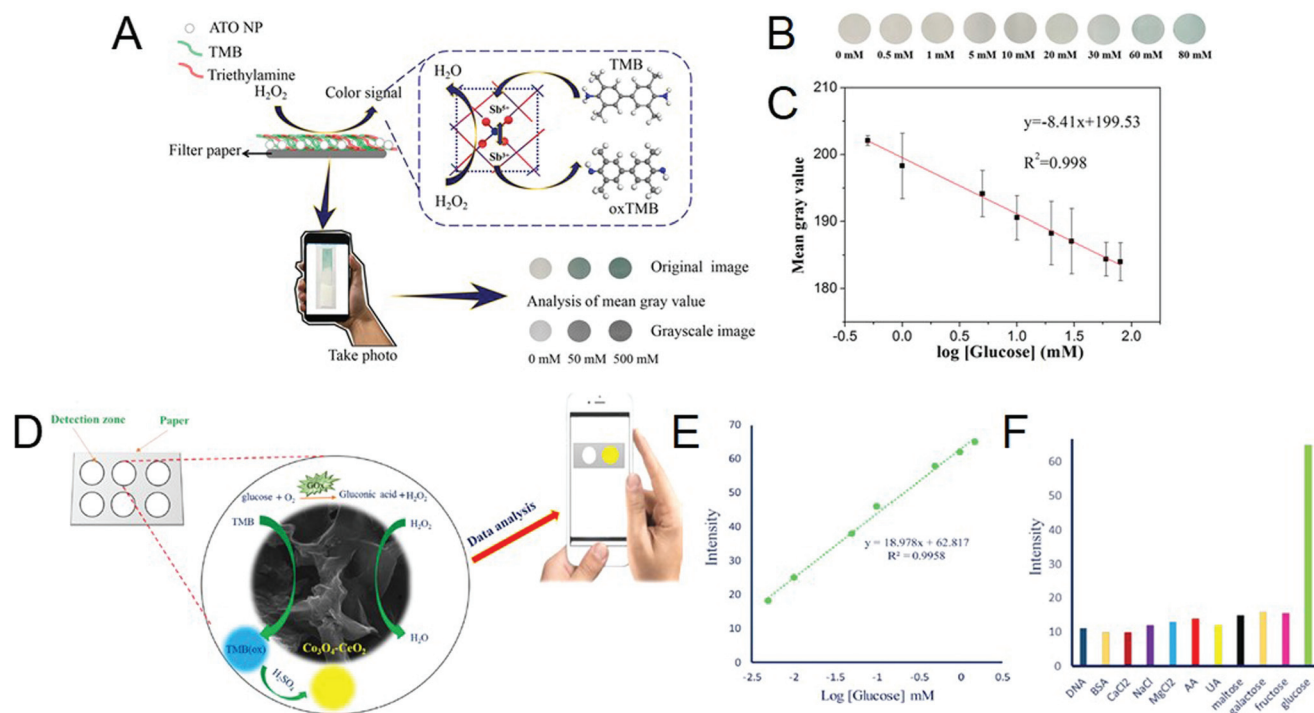 A
ATO NP
TMB
Triethylamine
H₂O₂
Color signal
Filter paper
H₂O
TMB
Sb⁵⁺
Sb³⁺
H₂O₂
oxTMB
Take photo
Original image
Analysis of mean gray value
Grayscale image
0 mM 50 mM 500 mM
B
0 mM 0.5 mM 1 mM 5 mM 10 mM 20 mM 30 mM 60 mM 80 mM
C
210
200
190
180
Mean gray value
y=-8.41x+199.53
R²=0.998
-0.5 0.0 0.5 1.0 1.5 2.0
log [Glucose] (mM)
D
Detection zone
Paper
GOx
glucose + O₂
Gluconic acid +H₂O₂
TMB
H₂O₂
H₂O
TMB(ox)
Co₃O₄-CeO₂
H₂SO₄
Data analysis
E
70
60
50
40
30
20
10
0
Intensity
y = 18.978x + 62.817
R² = 0.9958
-2.5 -2 -1.5 -1 -0.5 0 0.5
Log [Glucose] mM
F
60
50
40
30
20
10
0
Intensity
DNA
BSA
CaCl2
NaCl
MgCl2
AA
UA
maltose
galactose
fructose
glucose